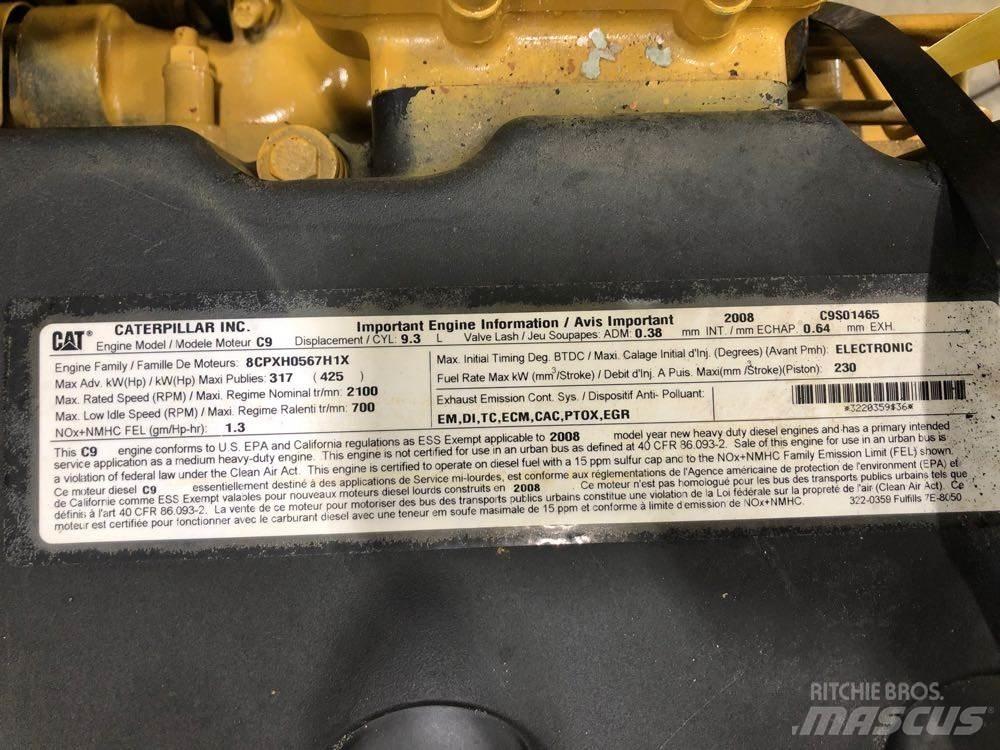 CAT® CATERPILLAR INC. Important Engine Information / Avis Important 2008 C9S01465
Engine Model / Modele Moteur C9 Displacement / CYL: 9.3 L Valve Lash / Jeu Soupapes: ADM: 0.38 mm INT. / mm ECHAP. 0.64 mm EXH.
Engine Family / Famille De Moteurs: 8CPXH0567H1X
Max Adv. kW(Hp) / kW(Hp) Maxi Publies: 317 (425)
Max. Rated Speed (RPM) / Maxi. Regime Nominal tr/mn: 2100
Max. Low Idle Speed (RPM) / Maxi. Regime Ralenti tr/mn: 700
NOx+NMHC FEL (gm/Hp-hr): 1.3
Max. Initial Timing Deg. BTDC / Maxi. Calage Initial d'Inj. (Degrees) (Avant Pmh): ELECTRONIC
Fuel Rate Max kW (mm³/Stroke) / Debit d'Inj. A Puis. Maxi(mm³/Stroke)(Piston): 230
Exhaust Emission Cont. Sys. / Dispositif Anti- Polluant:
EM,DI,TC,ECM,CAC,PTOX,EGR
*3220359$36*
This C9 engine conforms to U.S. EPA and California regulations as ESS Exempt applicable to 2008 model year new heavy duty diesel engines and has a primary intended
service application as a medium heavy-duty engine. This engine is not certified for use in an urban bus as defined at 40 CFR 86.093-2. Sale of this engine for use in an urban bus is
a violation of federal law under the Clean Air Act. This engine is certified to operate on diesel fuel with a 15 ppm sulfur cap and to the NOx+NMHC Family Emission Limit (FEL) shown.
Ce moteur diesel C9 essentiellement destiné à des applications de Service mi-lourdes, est conforme aux réglementations de l'Agence américaine de protection de l'environment (EPA) et
de Californie comme ESS Exempt valables pour nouveaux moteurs diesel lourds construits en 2008 Ce moteur n'est pas homologué pour les bus des transports publics urbains tels que
définis à l'art 40 CFR 86.093-2. La vente de ce moteur pour motoriser des bus des transports publics urbains constitue une violation de la Loi fédérale sur la propreté de l'air (Clean Air Act). Ce
moteur est certifié pour fonctionner avec le carburant diesel avec une teneur em soufe masimale de 15 ppm et conforme à limite d emission de NOx+NMHC. 322-0359 Fulfills 7E-8050
RITCHIE BROS.
MASCUS